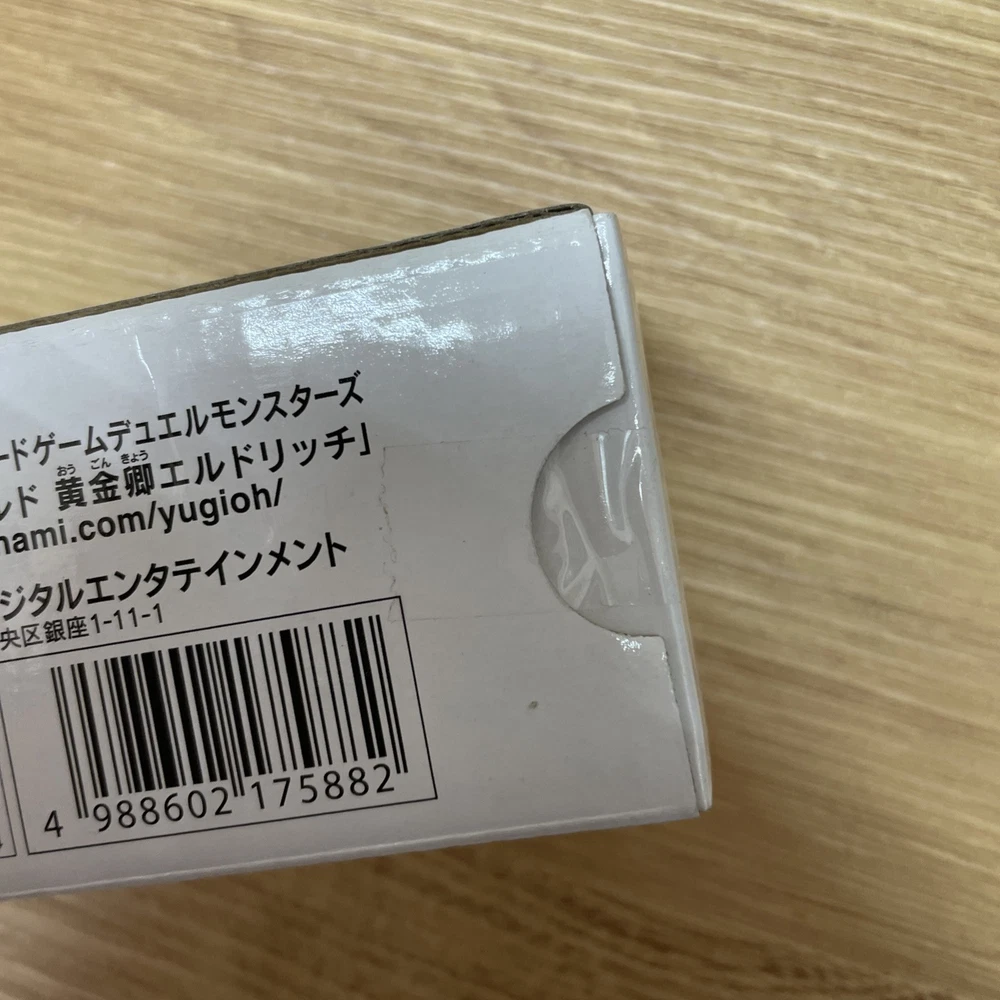 ードゲームデュエルモンスターズ
おう ごん きょう
ルド 黄金卿エルドリッチ」
nami.com/yugioh/
ジタルエンタテインメント
央区銀座1-11-1
4 988602 175882